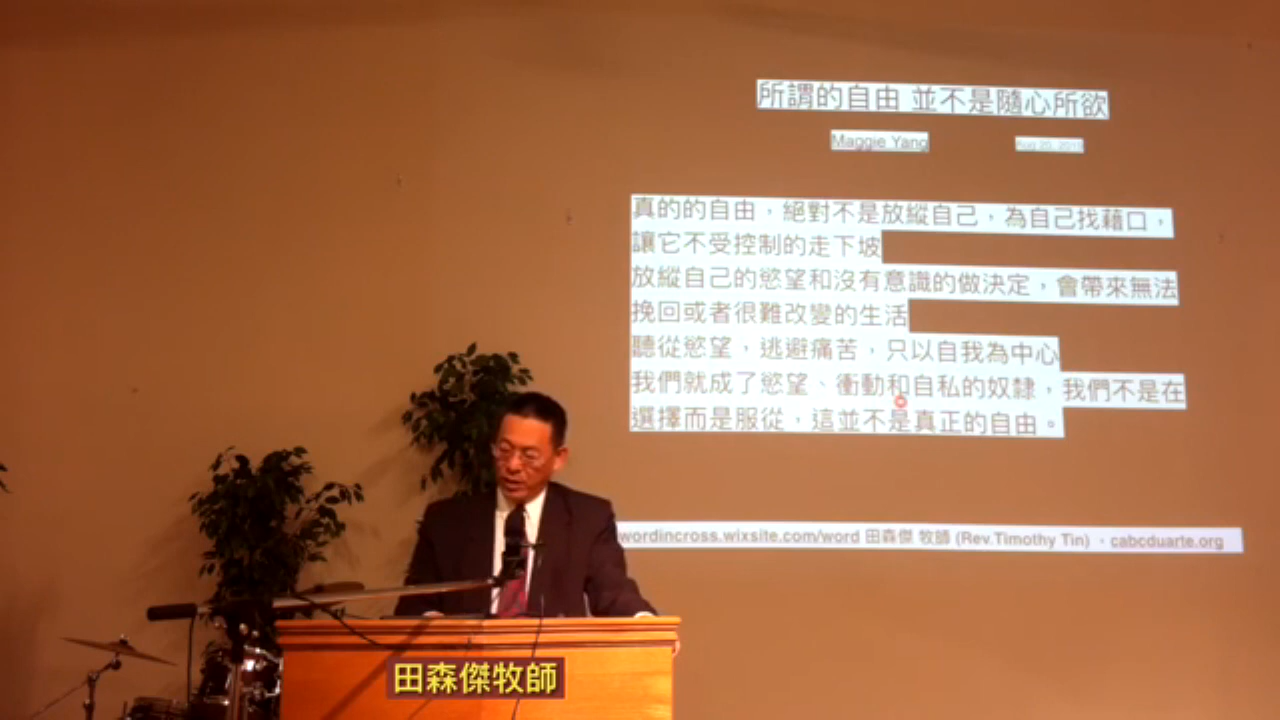 所謂的自由 並不是隨心所欲
Maggie Yang
Aug 20, 201
真的的自由，絕對不是放縱自己，為自己找藉口，
讓它不受控制的走下坡
放縱自己的慾望和沒有意識的做決定，會帶來無法
挽回或者很難改變的生活
聽從慾望，逃避痛苦，只以自我為中心
我們就成了慾望、衝動和自私的奴隸，我們不是在
選擇而是服從，這並不是真正的自由。
wordincross.wixsite.com/word 田森傑 牧師 (Rev.Timothy Tin) ，cabcduarte.org
田森傑牧師